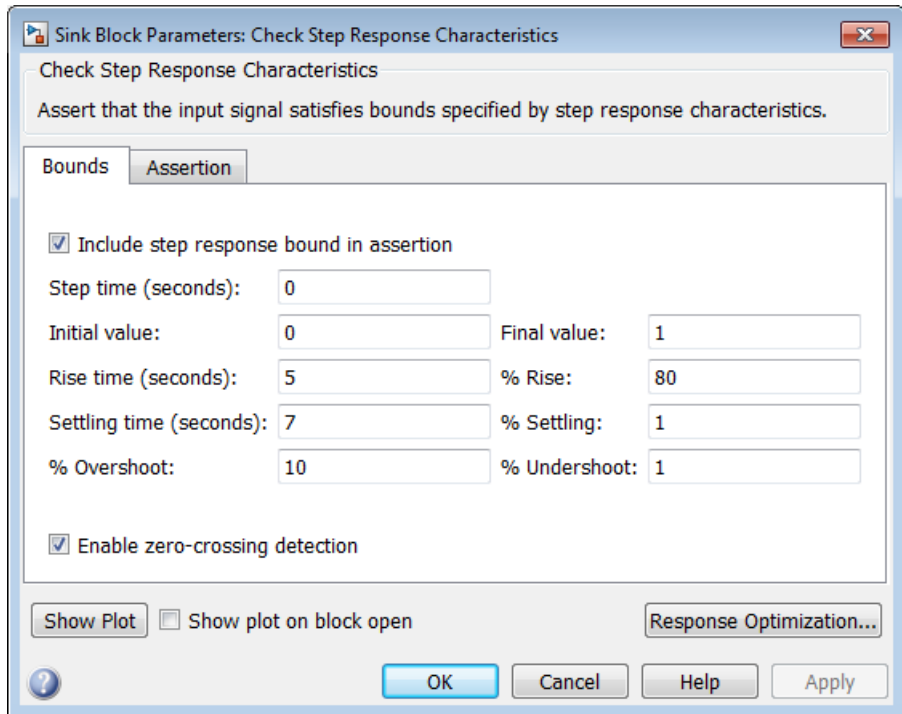 Sink Block Parameters: Check Step Response Characteristics
Check Step Response Characteristics
Assert that the input signal satisfies bounds specified by step response characteristics.
Bounds Assertion
Include step response bound in assertion
Step time (seconds): 0
Initial value: 0 Final value: 1
Rise time (seconds): 5 % Rise: 80
Settling time (seconds): 7 % Settling: 1
% Overshoot: 10 % Undershoot: 1
Enable zero-crossing detection
Show Plot Show plot on block open Response Optimization...
? OK Cancel Help Apply